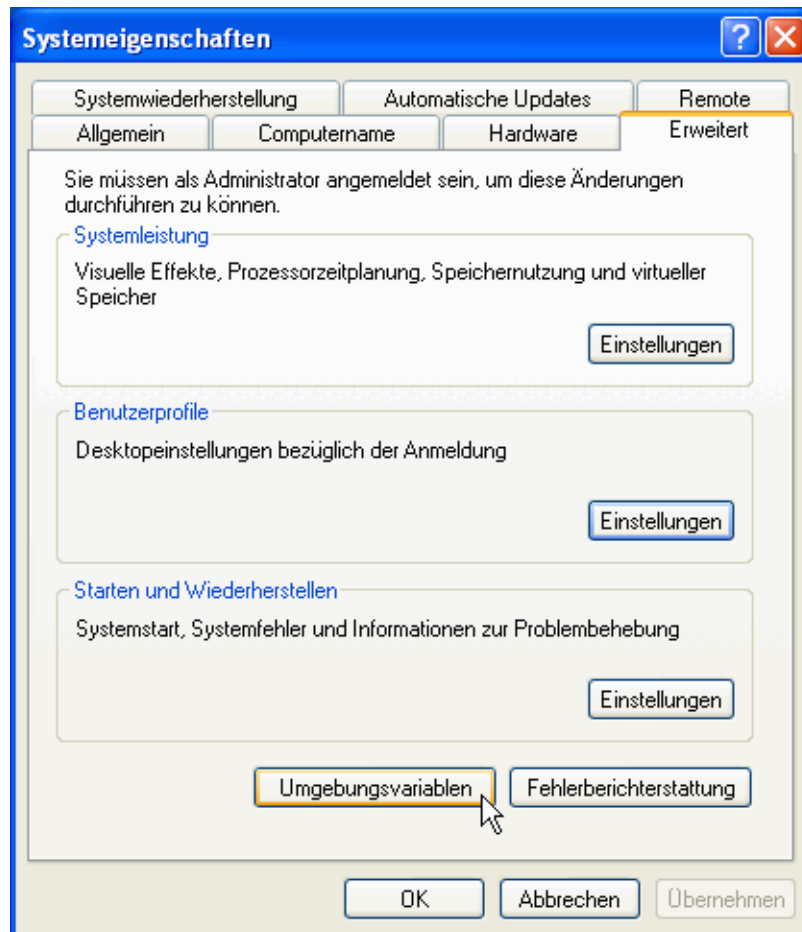 Systemeigenschaften
Systemwiederherstellung Automatische Updates Remote
Allgemein Computername Hardware Erweitert
Sie müssen als Administrator angemeldet sein, um diese Änderungen
durchführen zu können.
Systemleistung
Visuelle Effekte, Prozessorzeitplanung, Speichernutzung und virtueller
Speicher
Einstellungen
Benutzerprofile
Desktopeinstellungen bezüglich der Anmeldung
Einstellungen
Starten und Wiederherstellen
Systemstart, Systemfehler und Informationen zur Problembehebung
Einstellungen
Umgebungsvariablen Fehlerberichterstattung
OK Abbrechen Übernehmen